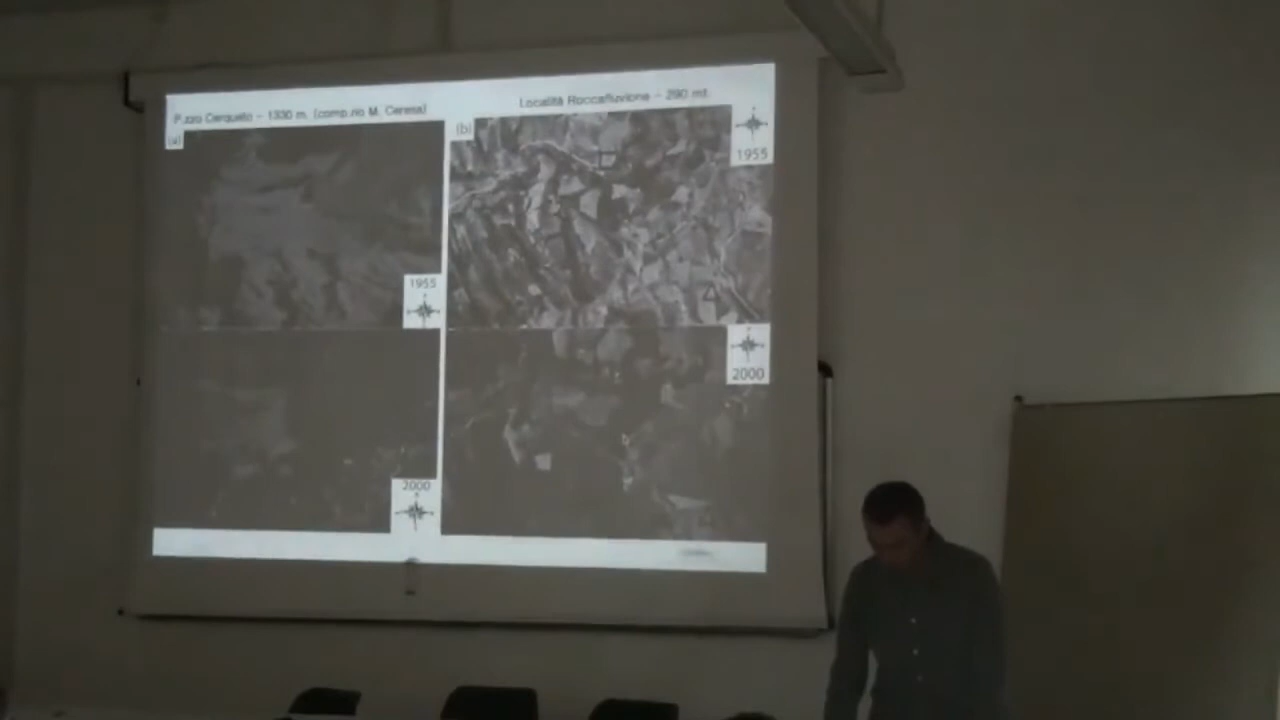 P.zzo Cerqueto - 1330 m. (comp.rio M. Ceresa)
(a)
1955
2000
Località Roccafluvione - 290 mt.
(b)
1955
2000